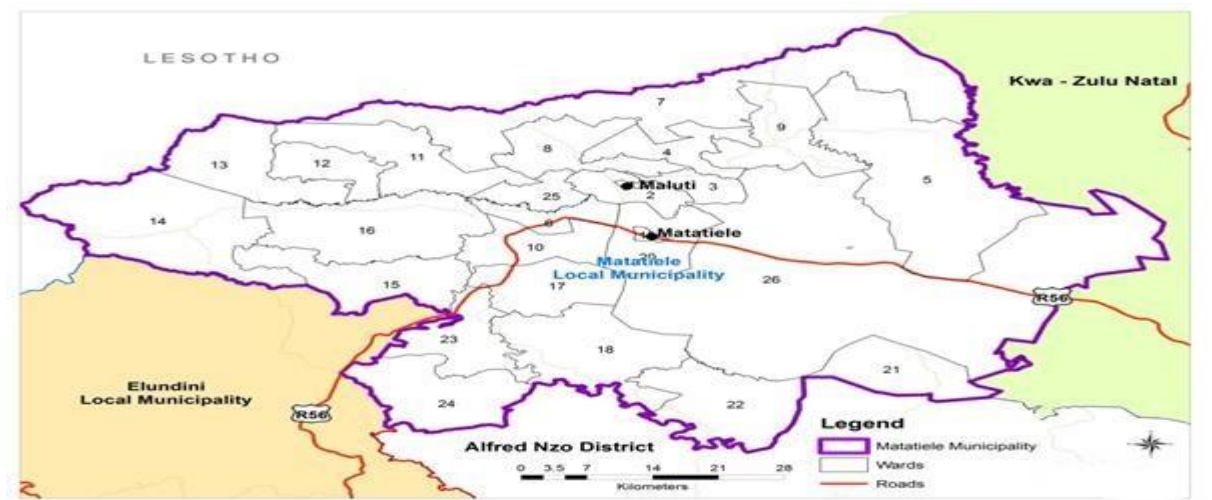 LESOTHO
Kwa - Zulu Natal
7
9
8
4
11
13
12
5
3
Maluti
2
25
14
16
6
Matatiele
10
Matatiele
Local Municipality
26
17
15
R56
23
18
21
Elundini
Local Municipality
24
22
R56
Legend
Alfred Nzo District
Matatiele Municipality
0 3.5 7 14 21 28
Wards
Kilometers
Roads